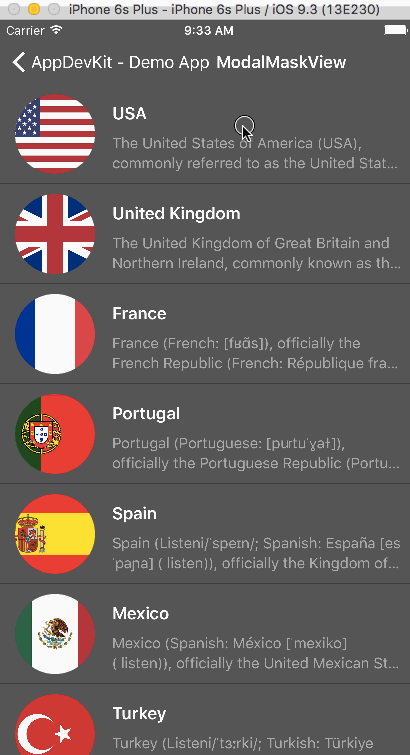 iPhone 6s Plus - iPhone 6s Plus / iOS 9.3 (13E230)
Carrier 9:33 AM
AppDevKit - Demo App ModalMaskView
USA
The United States of America (USA),
commonly referred to as the United Stat...
United Kingdom
The United Kingdom of Great Britain and
Northern Ireland, commonly known as th...
France
France (French: [fʁɑ̃s]), officially the
French Republic (French: République fra...
Portugal
Portugal (Portuguese: [puɾtuˈɣaɫ]),
officially the Portuguese Republic (Portu...
Spain
Spain (Listeni/ˈspeɪn/; Spanish: España [es
ˈpaɲa] ( listen)), officially the Kingdom of...
Mexico
Mexico (Spanish: México [ˈmexiko]
( listen)), officially the United Mexican St...
Turkey
Turkey (Listeni/ˈtɜːrki/; Turkish: Türkiye